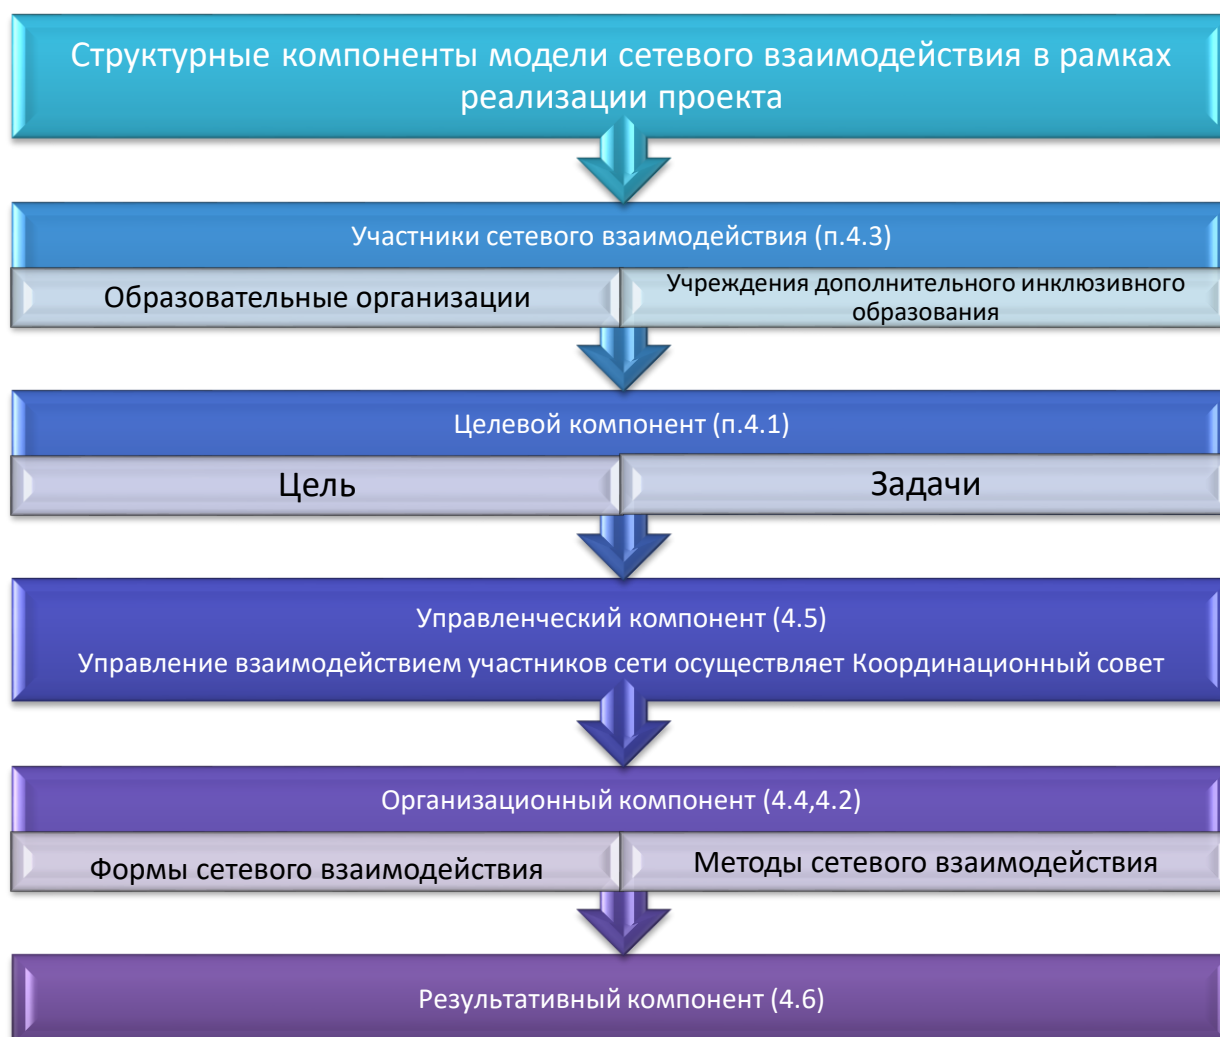 Структурные компоненты модели сетевого взаимодействия в рамках
реализации проекта
Участники сетевого взаимодействия (п.4.3)
Образовательные организации
Учреждения дополнительного инклюзивного
образования
Целевой компонент (п.4.1)
Цель
Задачи
Управленческий компонент (4.5)
Управление взаимодействием участников сети осуществляет Координационный совет
Организационный компонент (4.4,4.2)
Формы сетевого взаимодействия
Методы сетевого взаимодействия
Результативный компонент (4.6)